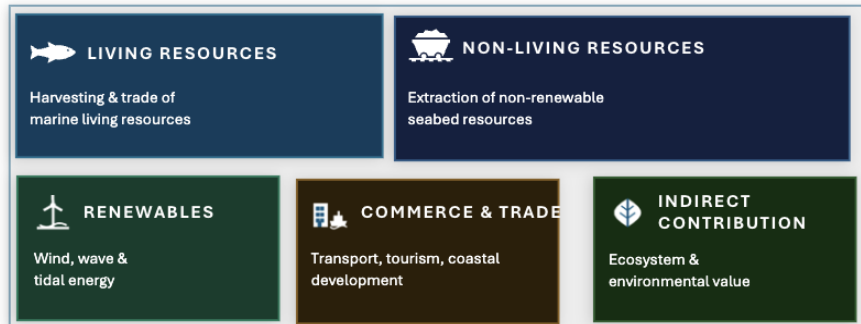 LIVING RESOURCES
Harvesting & trade of
marine living resources
NON-LIVING RESOURCES
Extraction of non-renewable
seabed resources
RENEWABLES
Wind, wave &
tidal energy
COMMERCE & TRADE
Transport, tourism, coastal
development
INDIRECT
CONTRIBUTION
Ecosystem &
environmental value